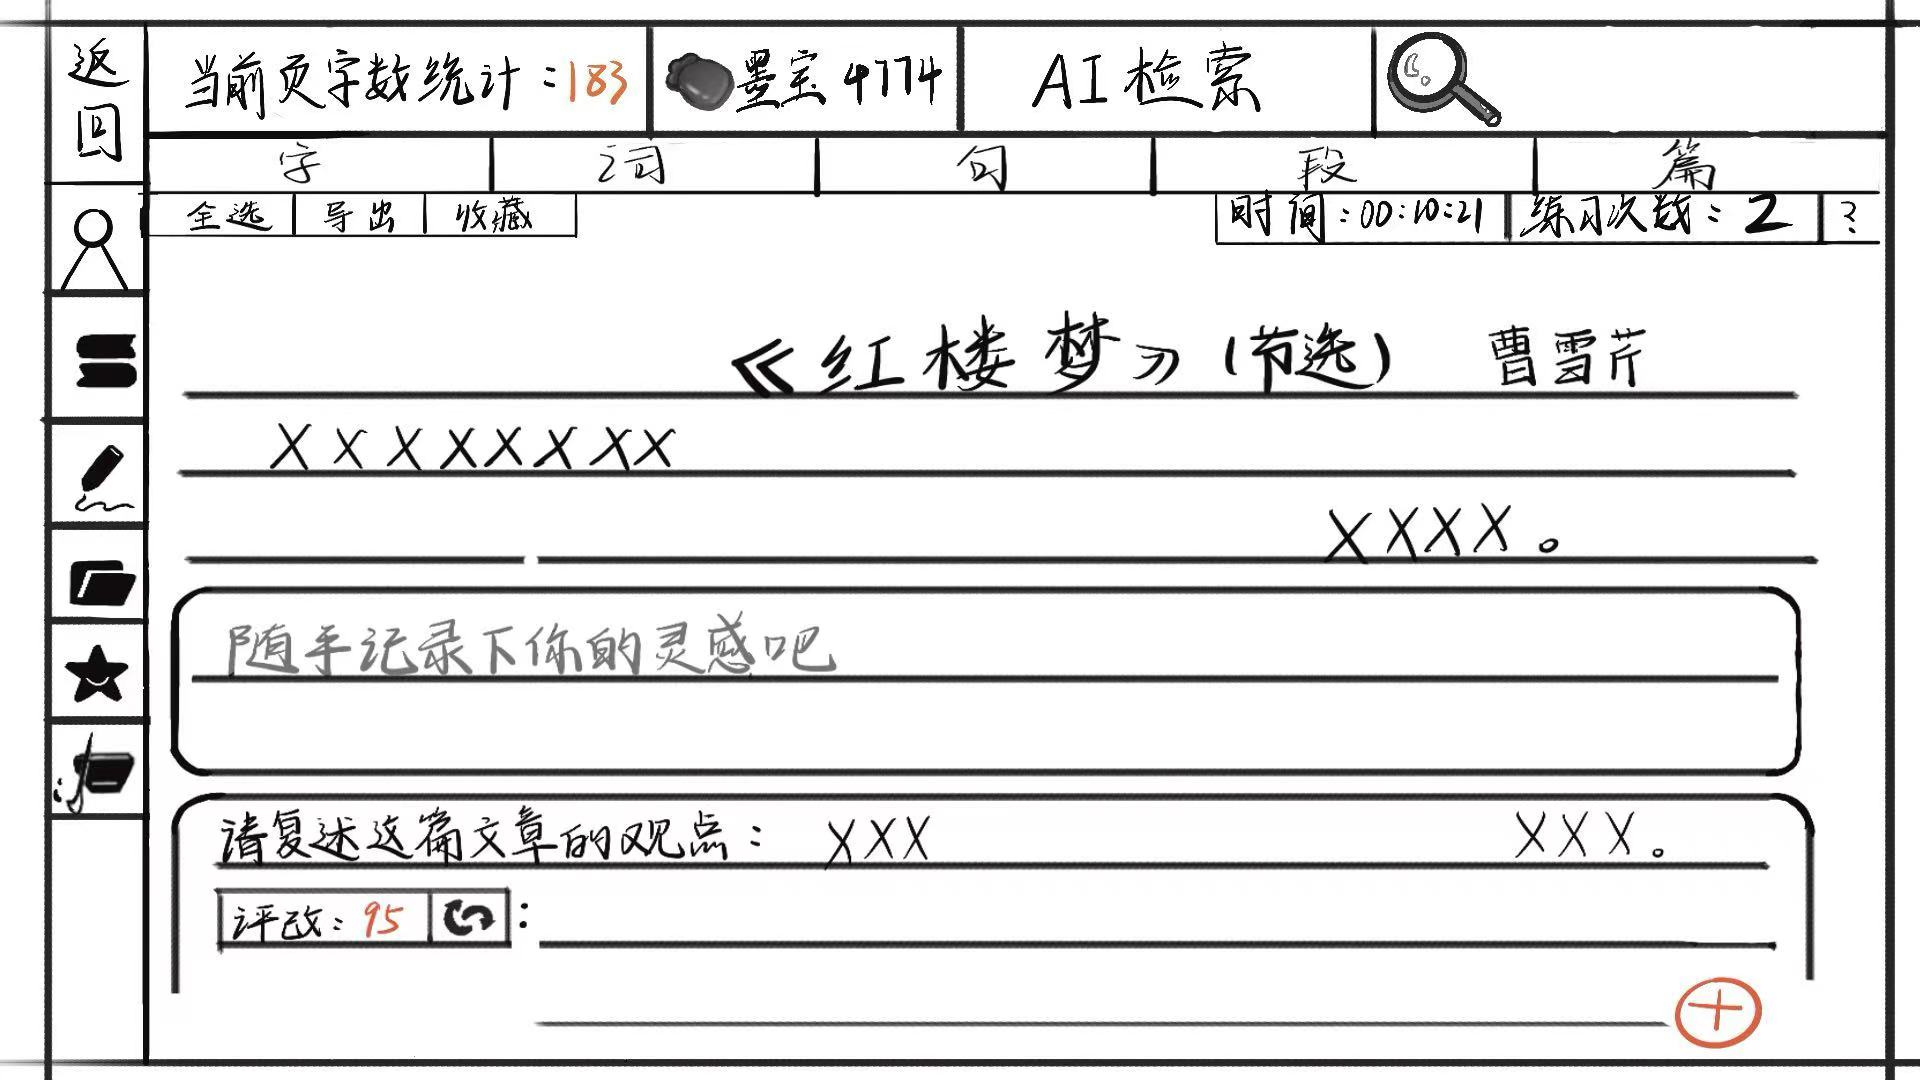 返回
当前页字数统计：183
墨宝 4774
AI检索
字 词 句 段 篇
全选 导出 收藏
时间：00:10:21 练习次数：2 ?
《红楼梦》(节选) 曹雪芹
XXXXXXXX
XXXX。
随手记录下你的灵感吧
请复述这篇文章的观点：XXX XXX。
评改：95 :
+